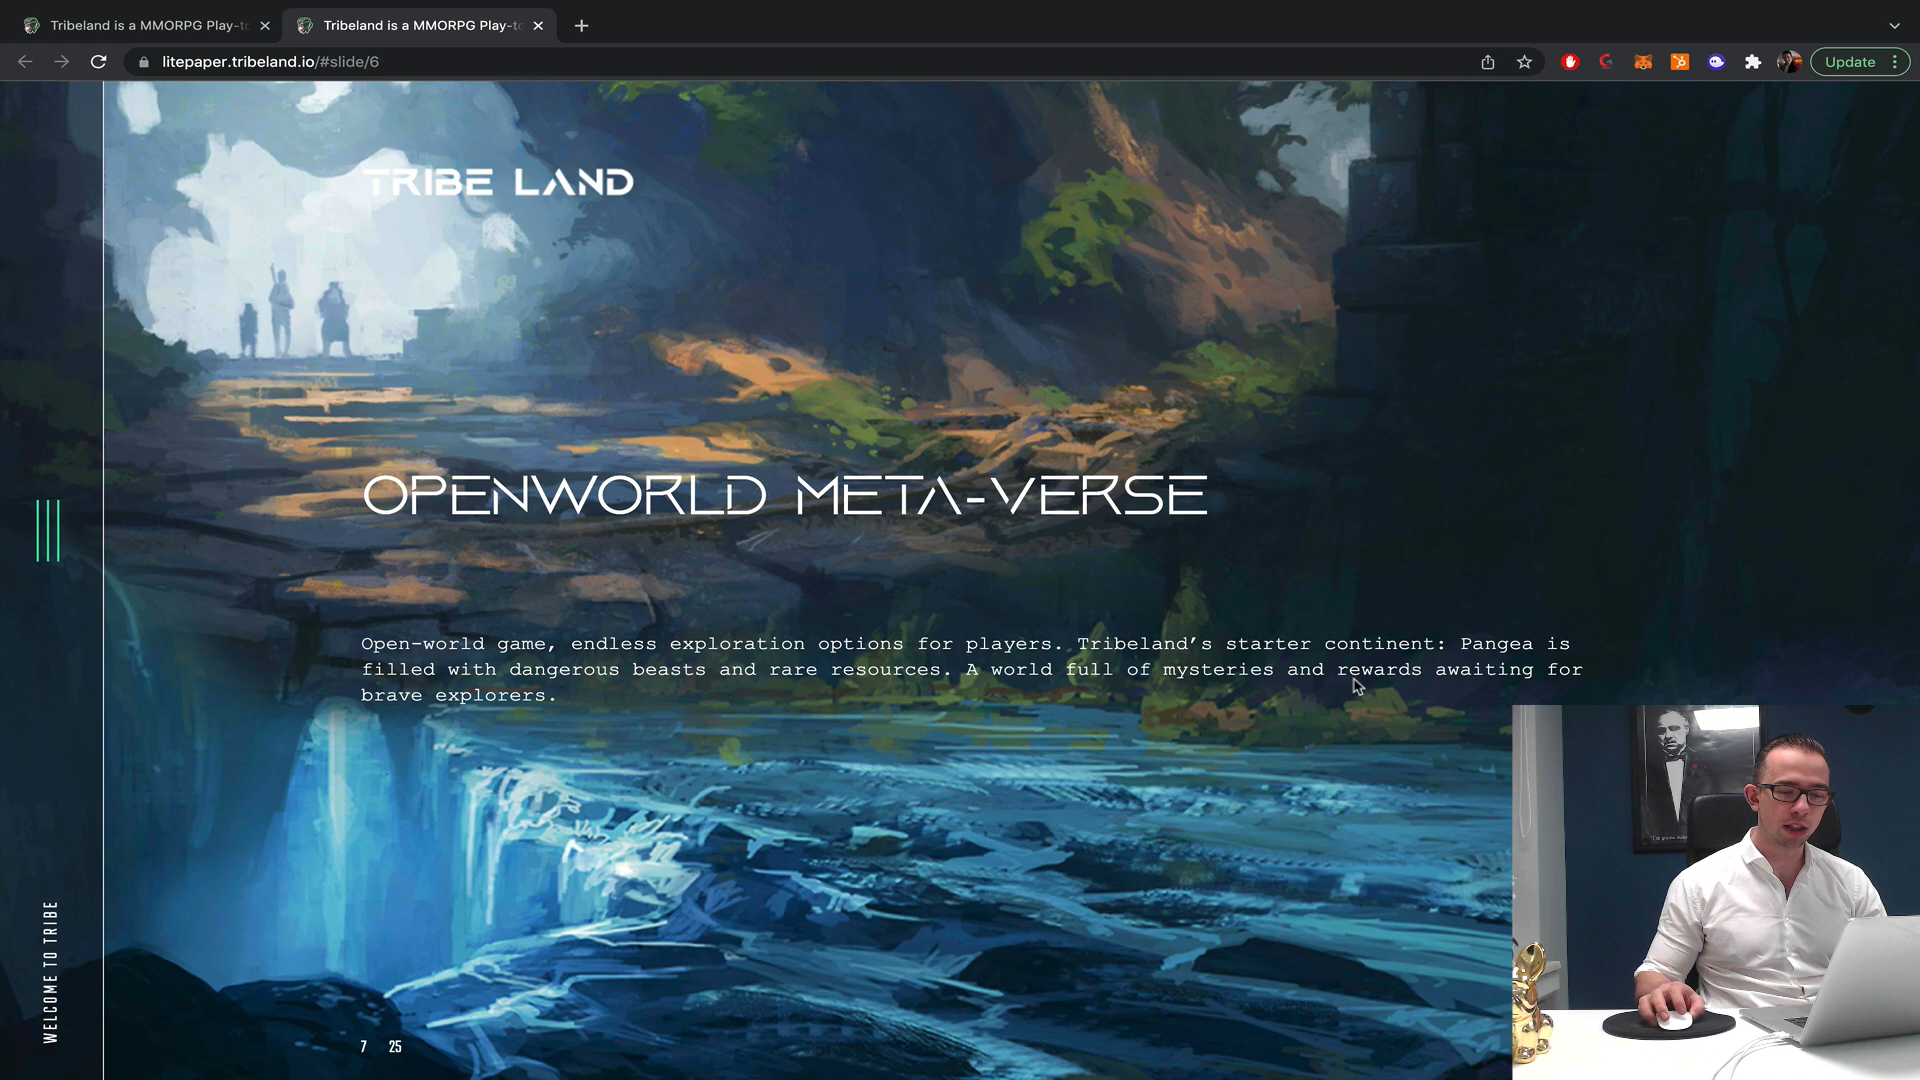 Tribeland is a MMORPG Play-to
Tribeland is a MMORPG Play-to
litepaper.tribeland.io/#slide/6
Update
TRIBE LAND
OPENWORLD META-VERSE
Open-world game, endless exploration options for players. Tribeland’s starter continent: Pangea is
filled with dangerous beasts and rare resources. A world full of mysteries and rewards awaiting for
brave explorers.
WELCOME TO TRIBE
7 25